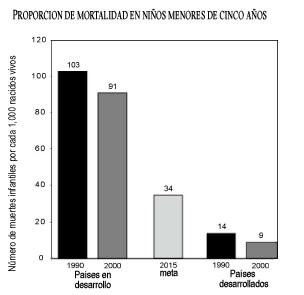 PROPORCION DE MORTALIDAD EN NIÑOS MENORES DE CINCO AÑOS
Número de muertes infantiles por cada 1,000 nacidos vivos
120
100
80
60
40
20
0
103
91
34
14
9
1990 2000 2015 1990 2000
Países en desarrollo
meta
Países desarrollados